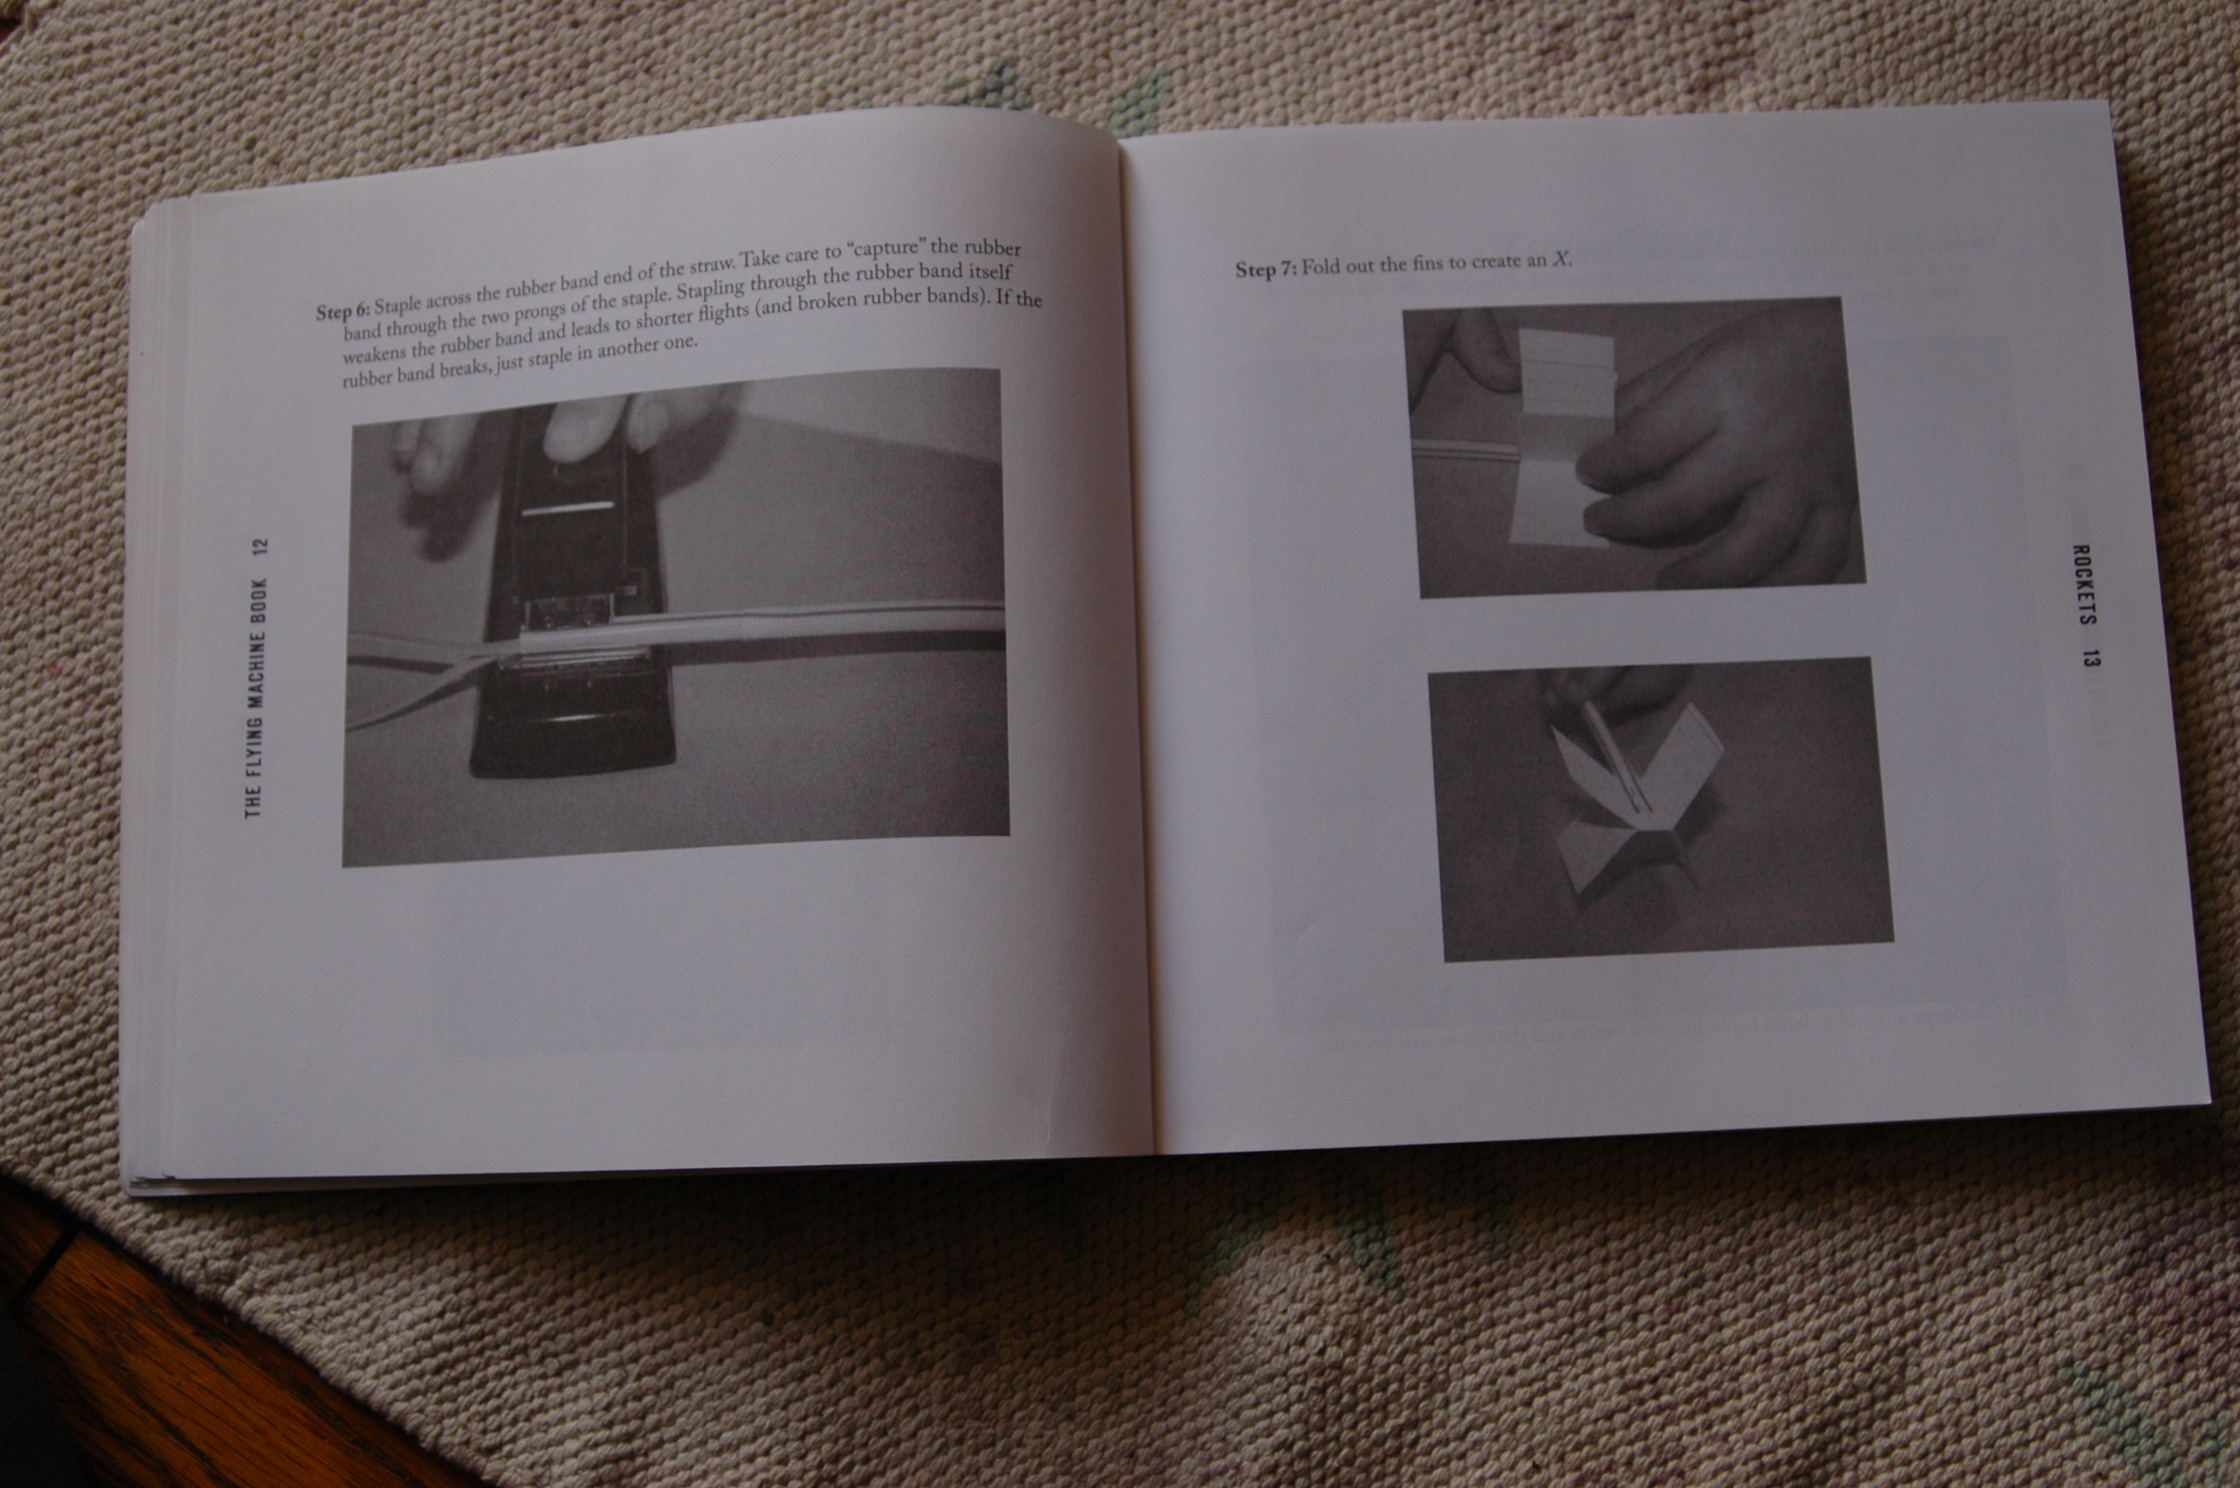 THE FLYING MACHINE BOOK 12
Step 6: Staple across the rubber band end of the straw. Take care to “capture” the rubber
band through the two prongs of the staple. Stapling through the rubber band itself
weakens the rubber band and leads to shorter flights (and broken rubber bands). If the
rubber band breaks, just staple in another one.
ROCKETS 13
Step 7: Fold out the fins to create an X.